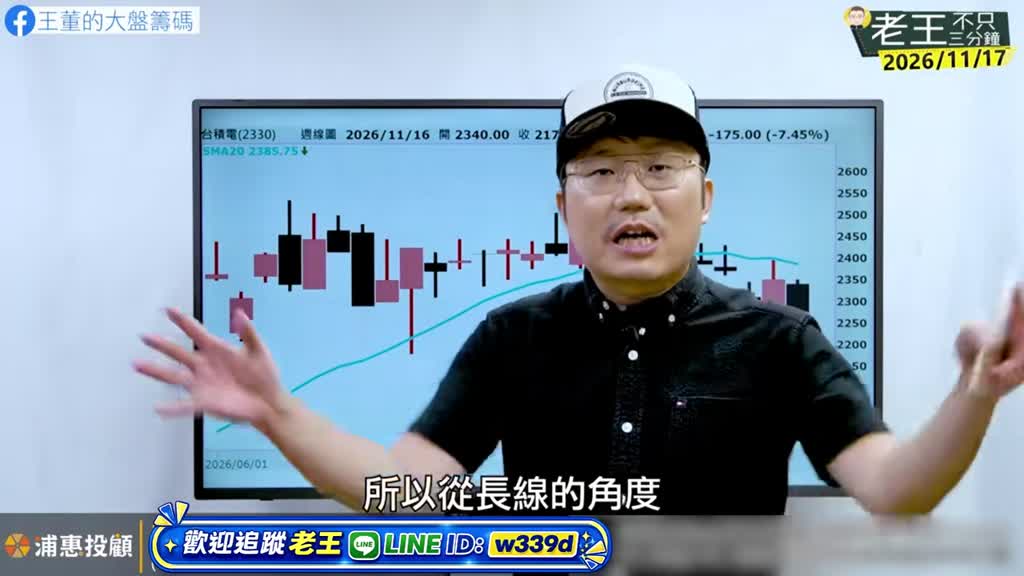 王董的大盤籌碼
老王 不只三分鐘
2026/11/17
台積電(2330) 週線圖 2026/11/16 開 2340.00 收 217 -175.00 (-7.45%)
SMA20 2385.75↓
2600
2550
2500
2450
2400
2350
2300
2250
2200
50
2026/06/01
所以從長線的角度
浦惠投顧
歡迎追蹤 老王 LINE LINE ID: w339d